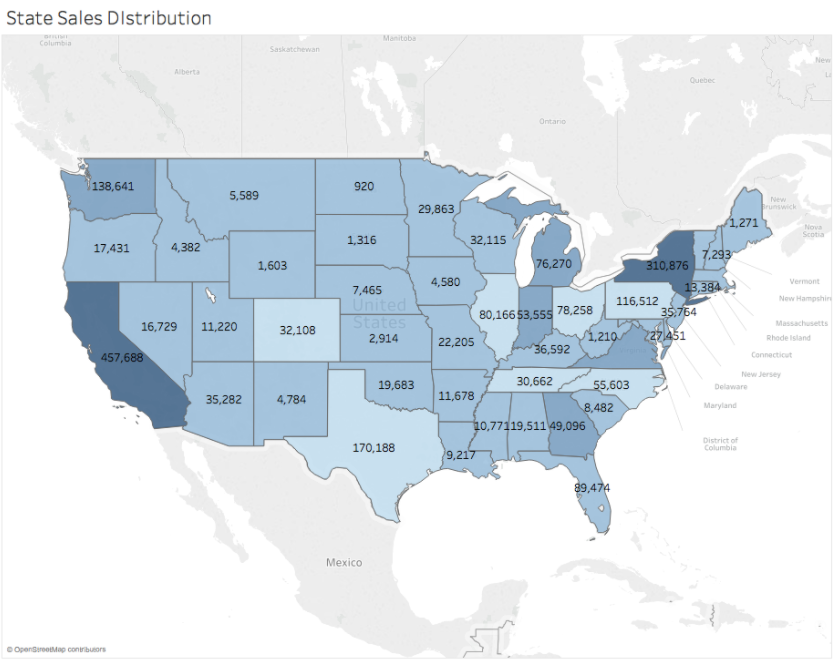 State Sales DIstribution
British
Columbia
Manitoba
Saskatchewan
Alberta
Quebec
Ontario
138,641
5,589
920
29,863
1,271
New
Brunswick
Nova
Scotia
17,431
4,382
1,316
32,115
7,293
1,603
76,270
310,876
Vermont
7,465
4,580
13,384
New Hampshire
United
States
116,512
16,729
11,220
32,108
80,166
53,555
78,258
35,764
Massachusetts
2,914
22,205
1,210
27,451
Rhode Island
457,688
36,592
Connecticut
New Jersey
19,683
30,662
55,603
Delaware
35,282
4,784
11,678
8,482
Maryland
10,771
19,511
49,096
170,188
9,217
District of
Columbia
89,474
Mexico
© OpenStreetMap contributors